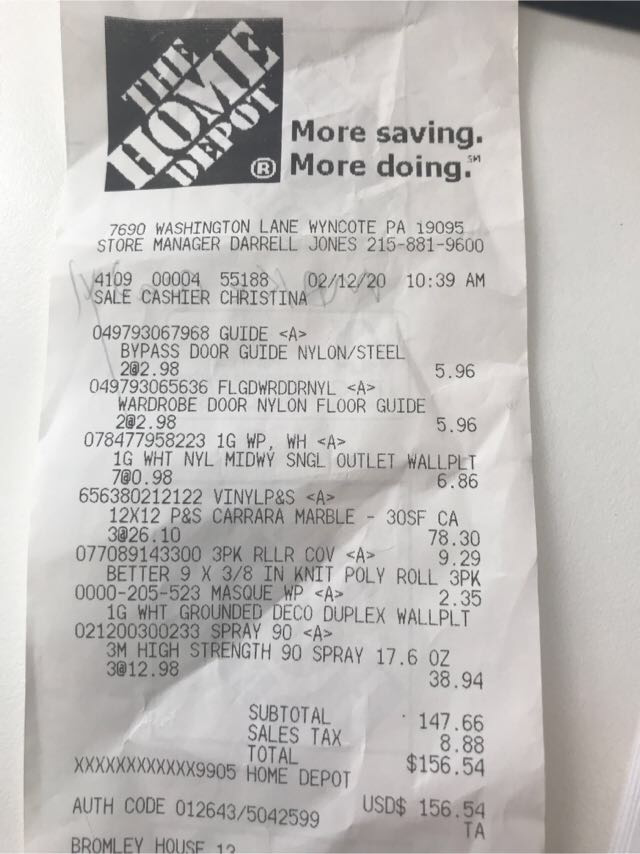 THE
HOME
DEPOT
®
More saving.
More doing.℠
7690 WASHINGTON LANE WYNCOTE PA 19095
STORE MANAGER DARRELL JONES 215-881-9600
4109 00004 55188 02/12/20 10:39 AM
SALE CASHIER CHRISTINA
049793067968 GUIDE <A>
BYPASS DOOR GUIDE NYLON/STEEL
2@2.98 5.96
049793065636 FLGDWRDDRNYL <A>
WARDROBE DOOR NYLON FLOOR GUIDE
2@2.98 5.96
078477958223 1G WP, WH <A>
1G WHT NYL MIDWY SNGL OUTLET WALLPLT
7@0.98 6.86
656380212122 VINYLP&S <A>
12X12 P&S CARRARA MARBLE - 30SF CA
3@26.10 78.30
077089143300 3PK RLLR COV <A> 9.29
BETTER 9 X 3/8 IN KNIT POLY ROLL 3PK
0000-205-523 MASQUE WP <A> 2.35
1G WHT GROUNDED DECO DUPLEX WALLPLT
021200300233 SPRAY 90 <A>
3M HIGH STRENGTH 90 SPRAY 17.6 OZ
3@12.98 38.94
SUBTOTAL 147.66
SALES TAX 8.88
TOTAL $156.54
XXXXXXXXXXXX9905 HOME DEPOT
USD$ 156.54
AUTH CODE 012643/5042599 TA
BROMLEY HOUSE 13